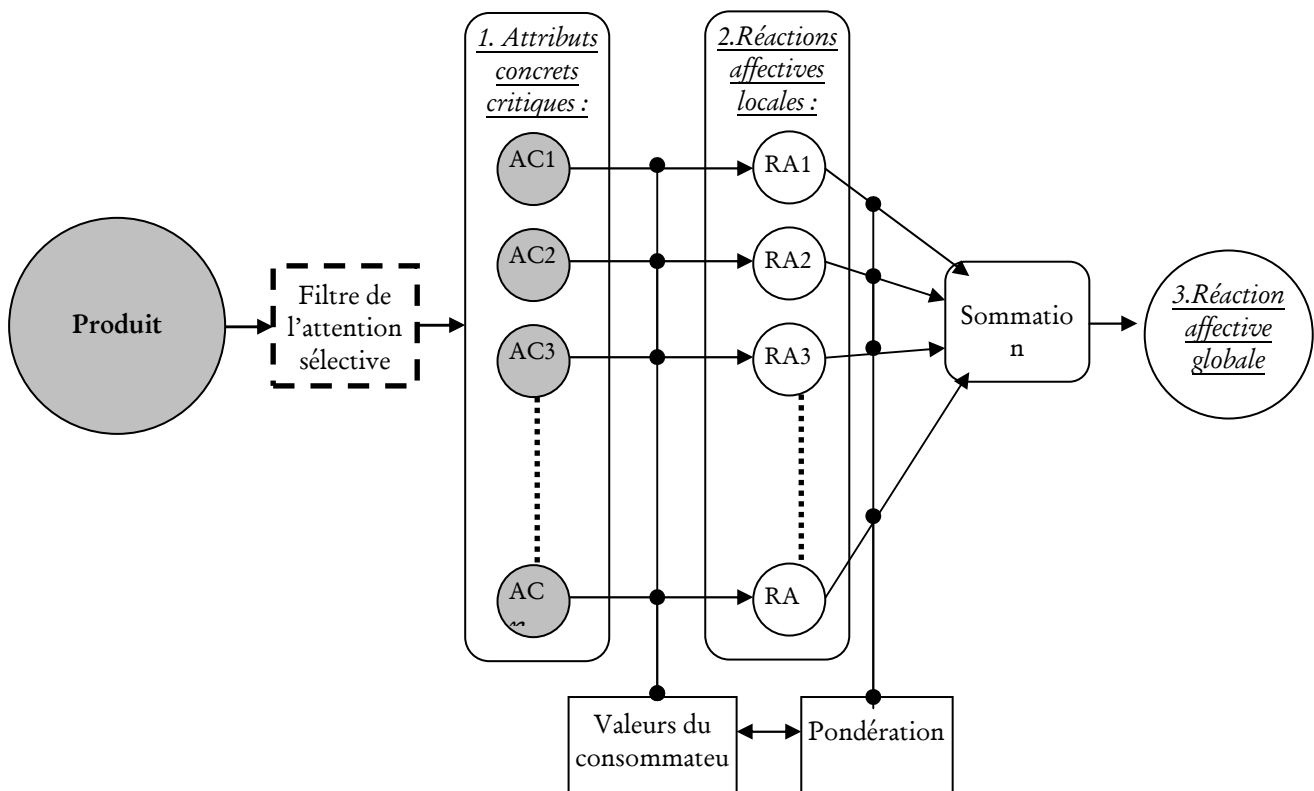 1. Attributs
concrets
critiques :
2.Réactions
affectives
locales :
AC1
RA1
AC2
RA2
Produit
Filtre de
l'attention
sélective
AC3
RA3
Sommatio
n
3.Réaction
affective
globale
AC
RA
Valeurs du
consommateu
Pondération